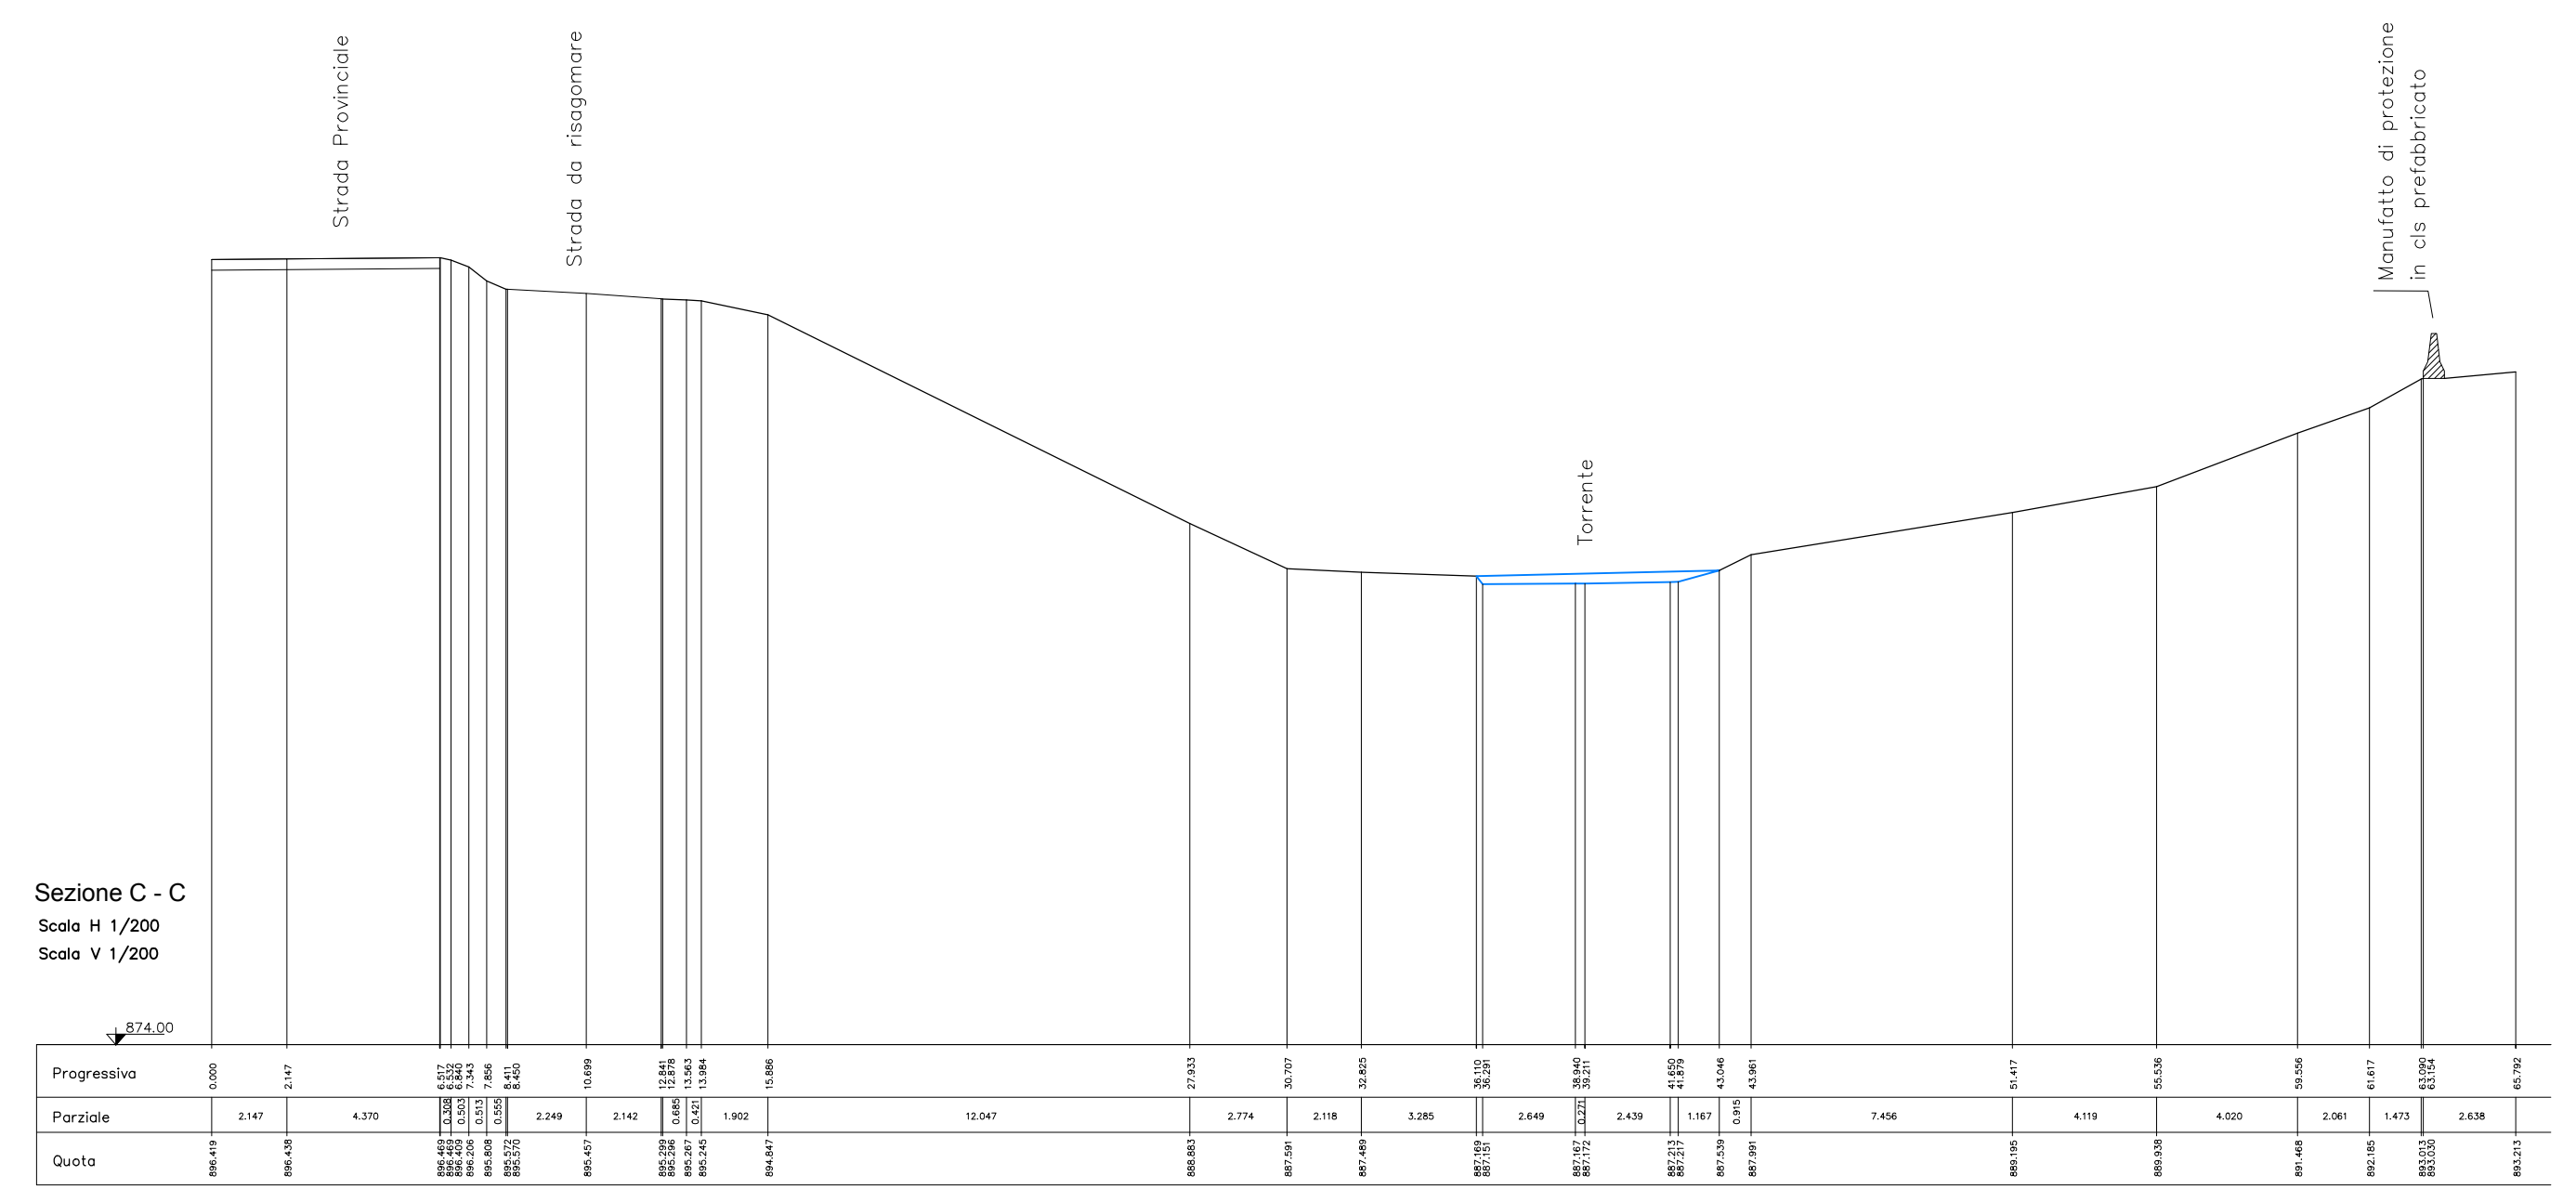 Strada Provinciale
Strada da risagomare
Torrente
Manufatto di protezione
in cls prefabbricato
Sezione C - C
Scala H 1/200
Scala V 1/200
874.00
Progressiva 0.000 2.147 6.517 6.532 6.840 7.343 7.856 8.411 8.450 10.699 12.841 12.878 13.563 13.984 15.886 27.933 30.707 32.825 36.110 36.291 38.940 39.211 41.650 41.879 43.046 43.961 51.417 55.536 59.556 61.617 63.090 63.154 65.792
Parziale 2.147 4.370 0.308 0.503 0.513 0.555 2.249 2.142 0.685 0.421 1.902 12.047 2.774 2.118 3.285 2.649 0.271 2.439 1.167 0.915 7.456 4.119 4.020 2.061 1.473 2.638
Quota 896.419 896.438 896.469 896.469 896.409 896.206 895.808 895.572 895.570 895.457 895.299 895.296 895.267 895.245 894.847 888.883 887.591 887.489 887.169 887.151 887.167 887.172 887.213 887.217 887.539 887.991 889.195 889.938 891.468 892.185 893.013 893.030 893.213